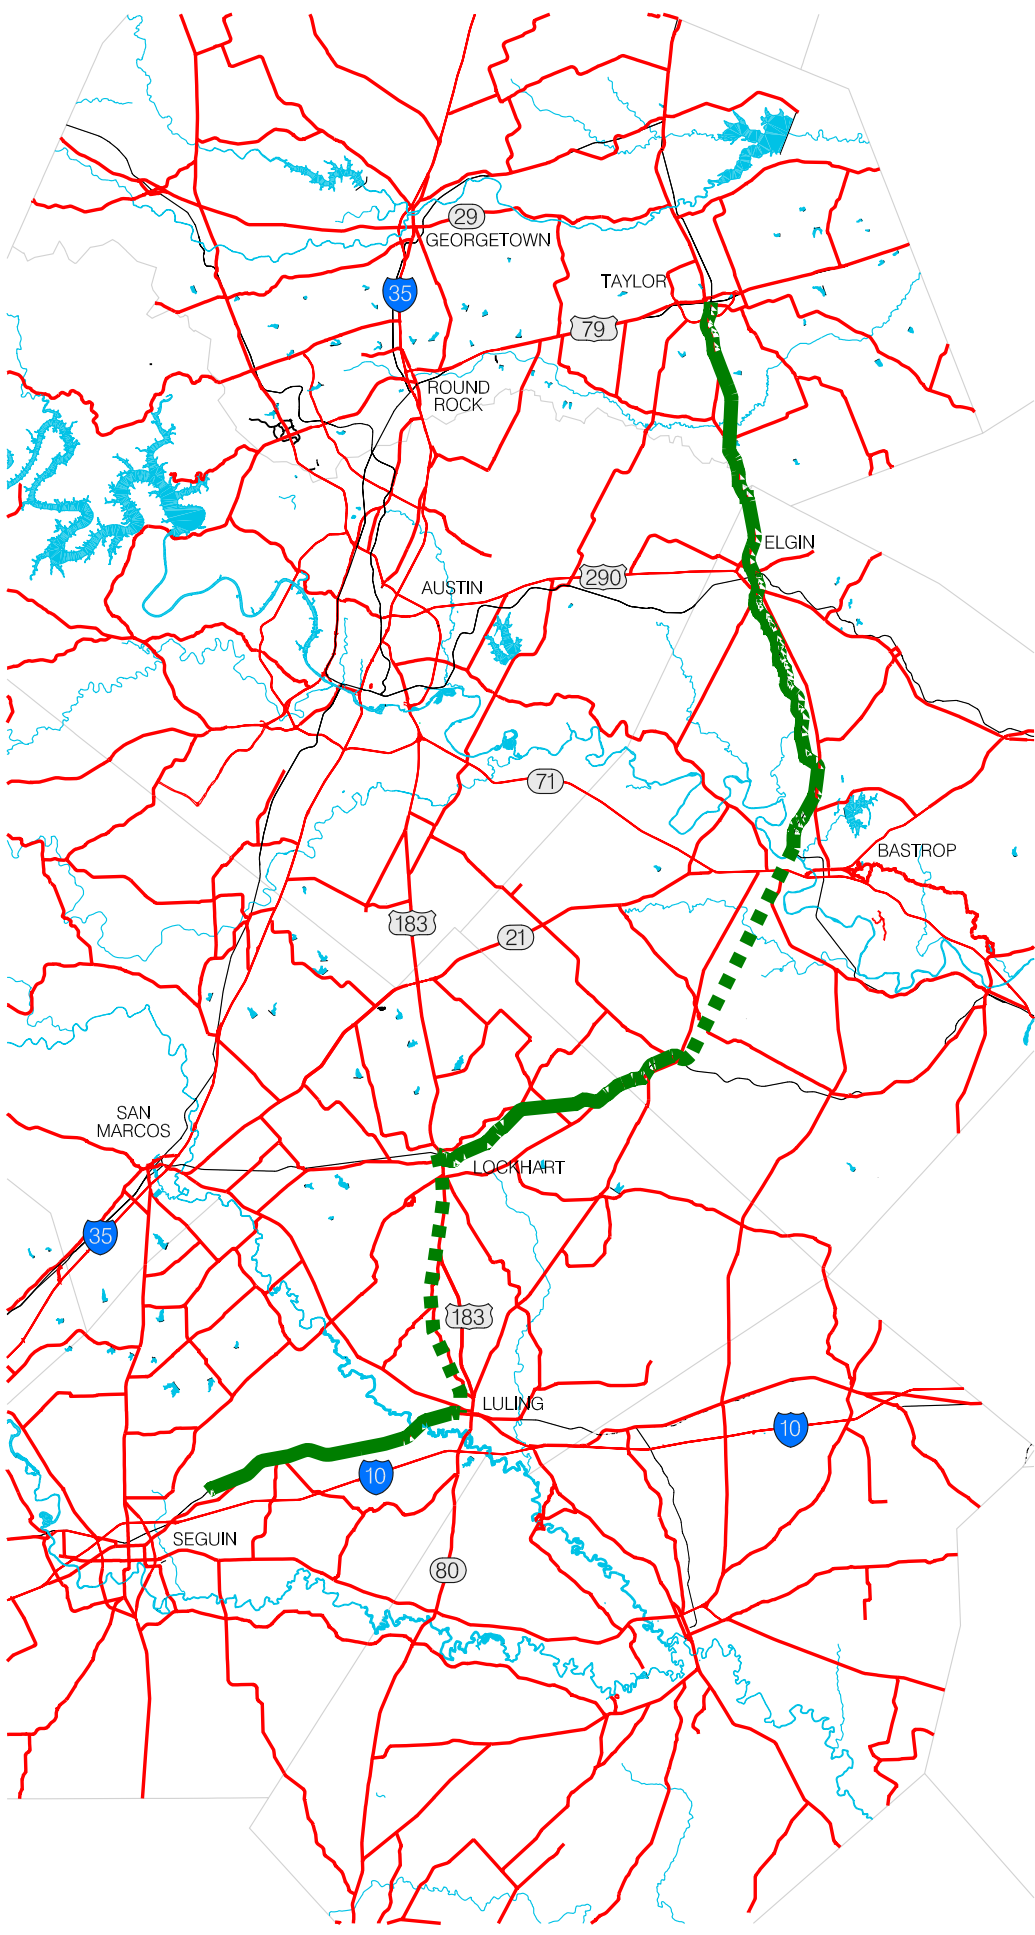 29
GEORGETOWN
TAYLOR
35
79
ROUND
ROCK
ELGIN
290
AUSTIN
71
BASTROP
183
21
SAN
MARCOS
LOCKHART
35
183
LULING
10
10
SEGUIN
80